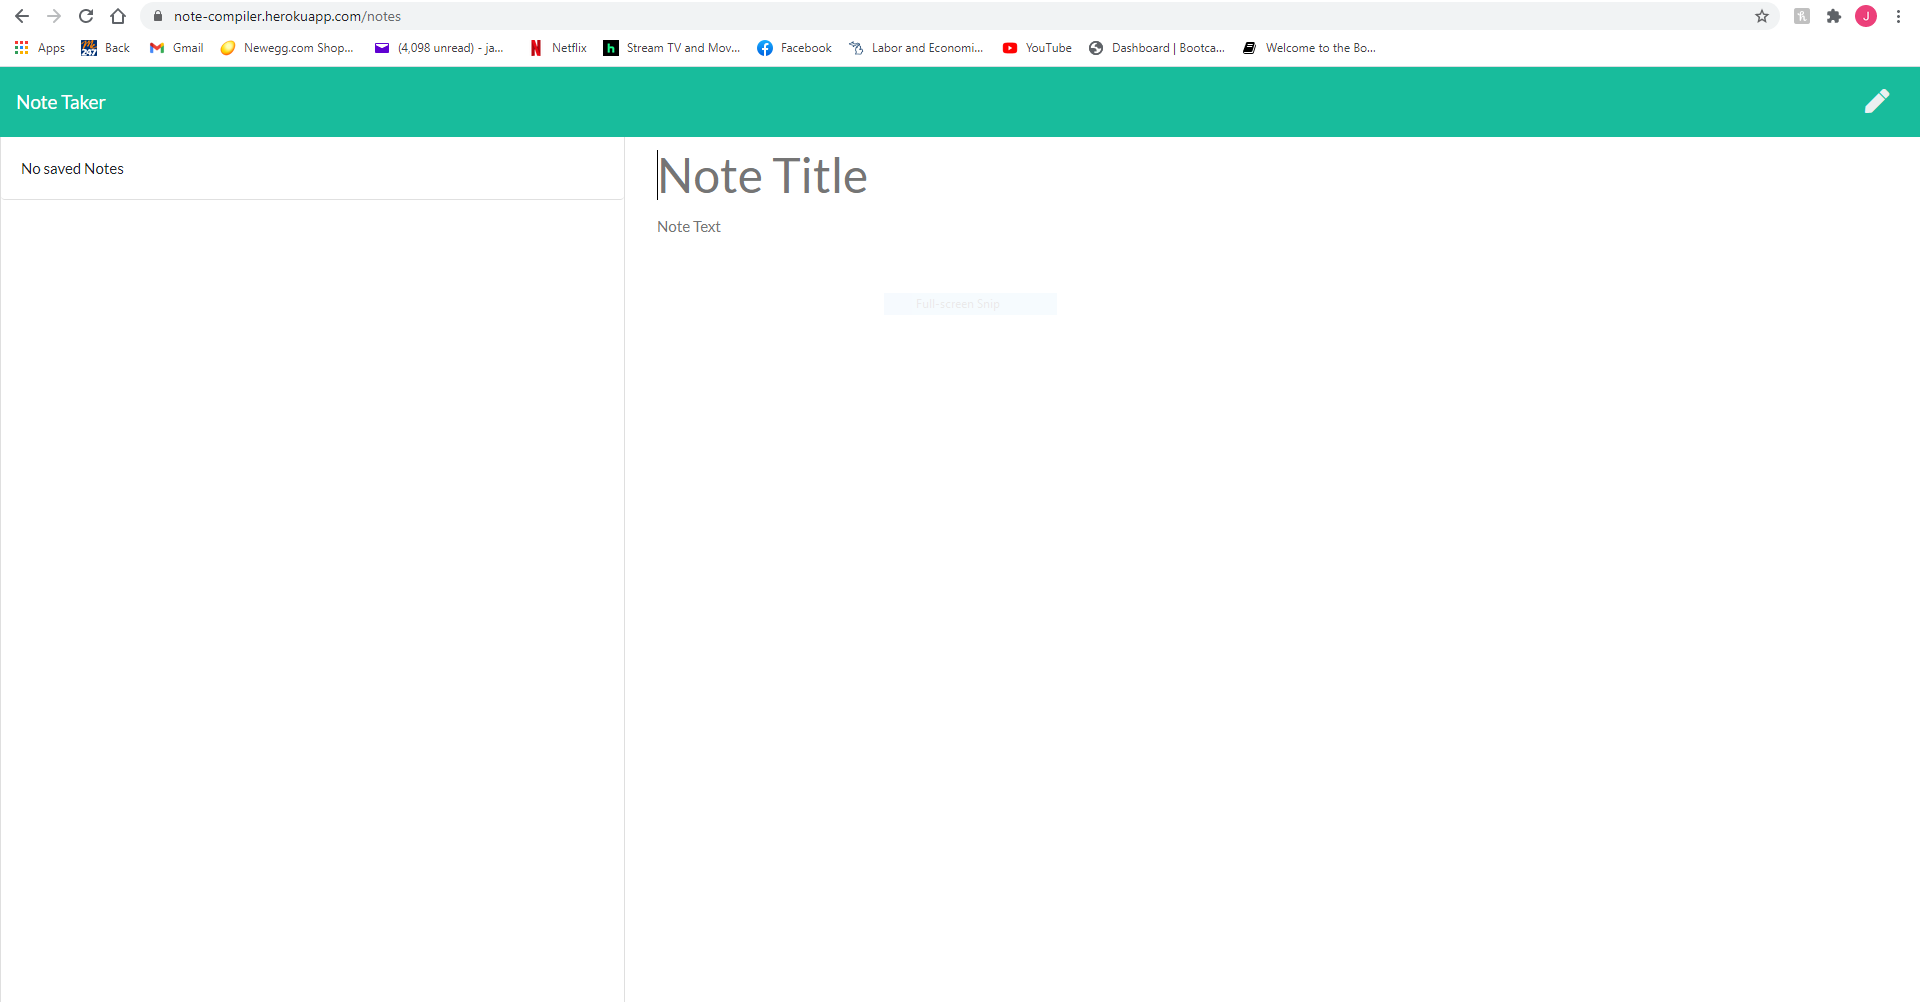 note-compiler.herokuapp.com/notes
J
Apps Back Gmail Newegg.com Shop... (4,098 unread) - ja... Netflix Stream TV and Mov... Facebook Labor and Economi... YouTube Dashboard | Bootca... Welcome to the Bo...
Note Taker
No saved Notes
Note Title
Note Text
Full-screen Snip